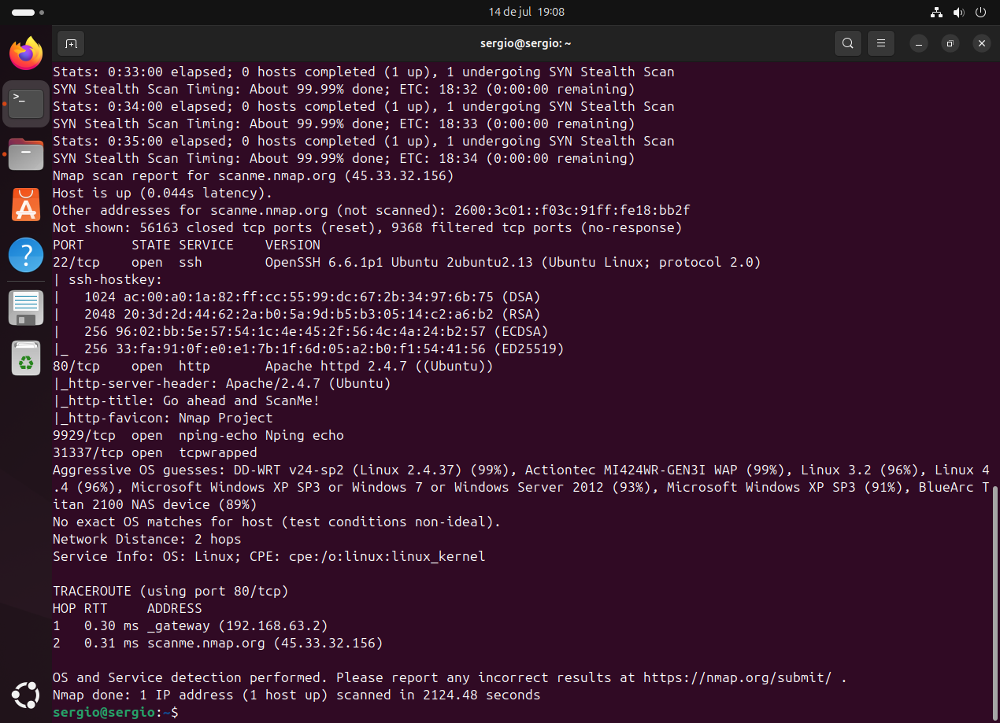 14 de jul 19:08
sergio@sergio: ~
Stats: 0:33:00 elapsed; 0 hosts completed (1 up), 1 undergoing SYN Stealth Scan
SYN Stealth Scan Timing: About 99.99% done; ETC: 18:32 (0:00:00 remaining)
Stats: 0:34:00 elapsed; 0 hosts completed (1 up), 1 undergoing SYN Stealth Scan
SYN Stealth Scan Timing: About 99.99% done; ETC: 18:33 (0:00:00 remaining)
Stats: 0:35:00 elapsed; 0 hosts completed (1 up), 1 undergoing SYN Stealth Scan
SYN Stealth Scan Timing: About 99.99% done; ETC: 18:34 (0:00:00 remaining)
Nmap scan report for scanme.nmap.org (45.33.32.156)
Host is up (0.044s latency).
Other addresses for scanme.nmap.org (not scanned): 2600:3c01::f03c:91ff:fe18:bb2f
Not shown: 56163 closed tcp ports (reset), 9368 filtered tcp ports (no-response)
PORT      STATE SERVICE    VERSION
22/tcp    open  ssh        OpenSSH 6.6.1p1 Ubuntu 2ubuntu2.13 (Ubuntu Linux; protocol 2.0)
| ssh-hostkey:
|   1024 ac:00:a0:1a:82:ff:cc:55:99:dc:67:2b:34:97:6b:75 (DSA)
|   2048 20:3d:2d:44:62:2a:b0:5a:9d:b5:b3:05:14:c2:a6:b2 (RSA)
|   256 96:02:bb:5e:57:54:1c:4e:45:2f:56:4c:4a:24:b2:57 (ECDSA)
|_  256 33:fa:91:0f:e0:e1:7b:1f:6d:05:a2:b0:f1:54:41:56 (ED25519)
80/tcp    open  http       Apache httpd 2.4.7 ((Ubuntu))
|_http-server-header: Apache/2.4.7 (Ubuntu)
|_http-title: Go ahead and ScanMe!
|_http-favicon: Nmap Project
9929/tcp  open  nping-echo Nping echo
31337/tcp open  tcpwrapped
Aggressive OS guesses: DD-WRT v24-sp2 (Linux 2.4.37) (99%), Actiontec MI424WR-GEN3I WAP (99%), Linux 3.2 (96%), Linux 4
.4 (96%), Microsoft Windows XP SP3 or Windows 7 or Windows Server 2012 (93%), Microsoft Windows XP SP3 (91%), BlueArc T
itan 2100 NAS device (89%)
No exact OS matches for host (test conditions non-ideal).
Network Distance: 2 hops
Service Info: OS: Linux; CPE: cpe:/o:linux:linux_kernel
TRACEROUTE (using port 80/tcp)
HOP RTT     ADDRESS
1   0.30 ms _gateway (192.168.63.2)
2   0.31 ms scanme.nmap.org (45.33.32.156)
OS and Service detection performed. Please report any incorrect results at https://nmap.org/submit/ .
Nmap done: 1 IP address (1 host up) scanned in 2124.48 seconds
sergio@sergio:~$